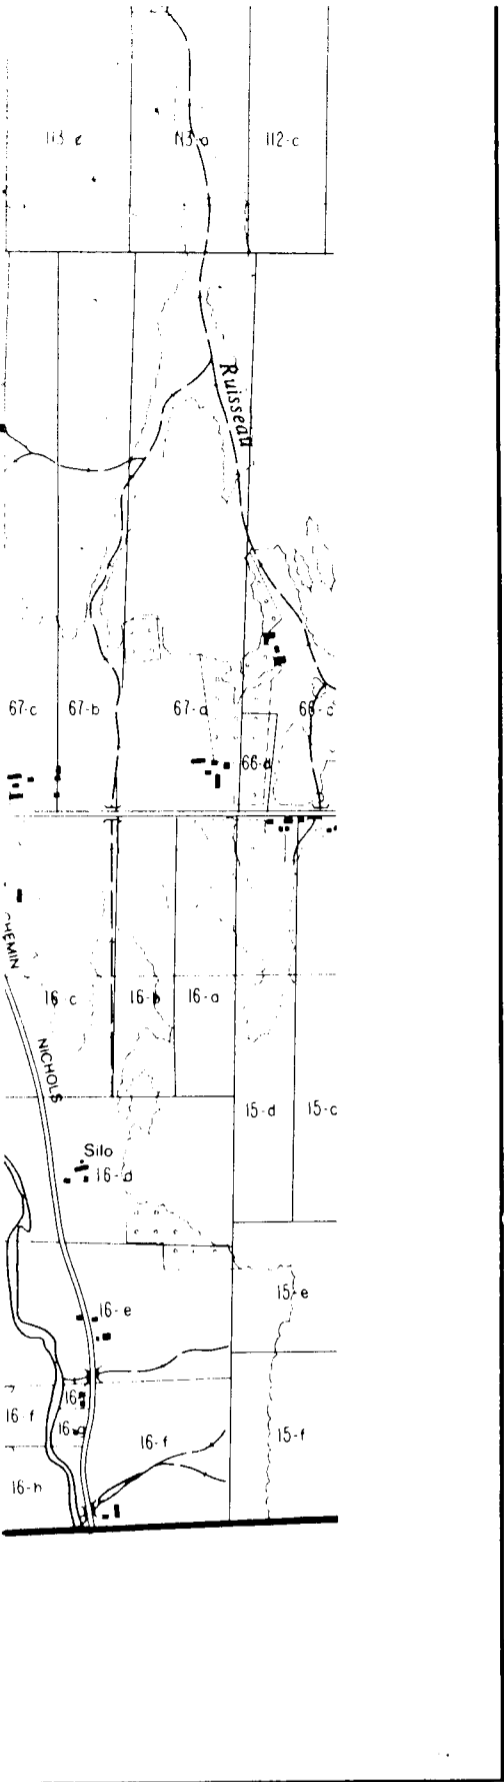 113-e
113-a
112-c
Ruisseau
67-c
67-b
67-a
66-a
CHEMIN
NICHOLS
16-c
16-b
16-a
15-d
15-c
Silo
16-d
15-e
16-e
16-f
16-f
15-f
16-h